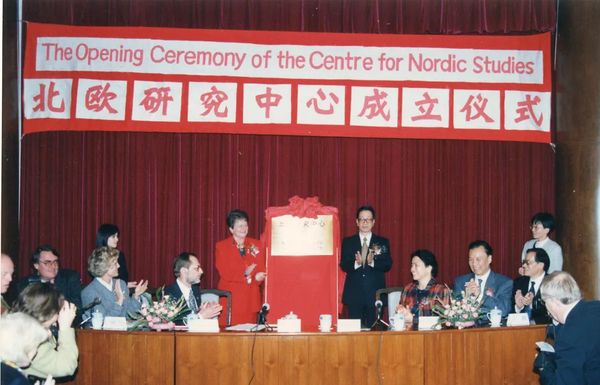 The Opening Ceremony of the Centre for Nordic Studies
北欧研究中心成立仪式